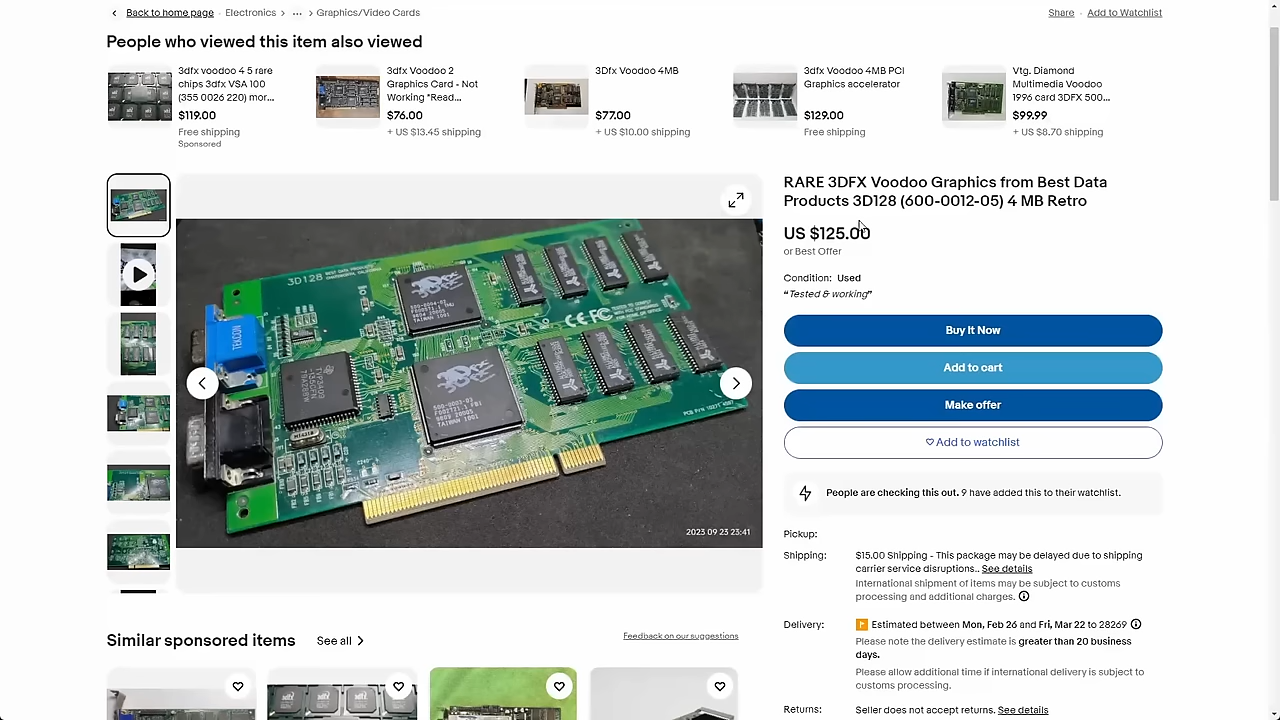 Back to home page
Electronics
...
Graphics/Video Cards
Share
Add to Watchlist
People who viewed this item also viewed
3dfx voodoo 4 5 rare
chips 3dfx VSA 100
(355 0026 220) mor...
$119.00
Free shipping
Sponsored
3dfx Voodoo 2
Graphics Card - Not
Working *Read...
$76.00
+ US $13.45 shipping
3Dfx Voodoo 4MB
$77.00
+ US $10.00 shipping
3dfx Voodoo 4MB PCI
Graphics accelerator
$129.00
Free shipping
Vtg. Diamond
Multimedia Voodoo
1996 card 3DFX 500...
$99.99
+ US $8.70 shipping
3D128
BEST DATA PRODUCTS
TEKCON
CE FC
2023 09 23 23:41
RARE 3DFX Voodoo Graphics from Best Data
Products 3D128 (600-0012-05) 4 MB Retro
US $125.00
or Best Offer
Condition: Used
“Tested & working”
Buy It Now
Add to cart
Make offer
Add to watchlist
People are checking this out. 9 have added this to their watchlist.
Pickup:
Shipping: $15.00 Shipping - This package may be delayed due to shipping
carrier service disruptions.. See details
International shipment of items may be subject to customs
processing and additional charges.
Delivery: Estimated between Mon, Feb 26 and Fri, Mar 22 to 28269
Please note the delivery estimate is greater than 20 business
days.
Please allow additional time if international delivery is subject to
customs processing.
Returns: Seller does not accept returns. See details
Similar sponsored items
See all
Feedback on our suggestions